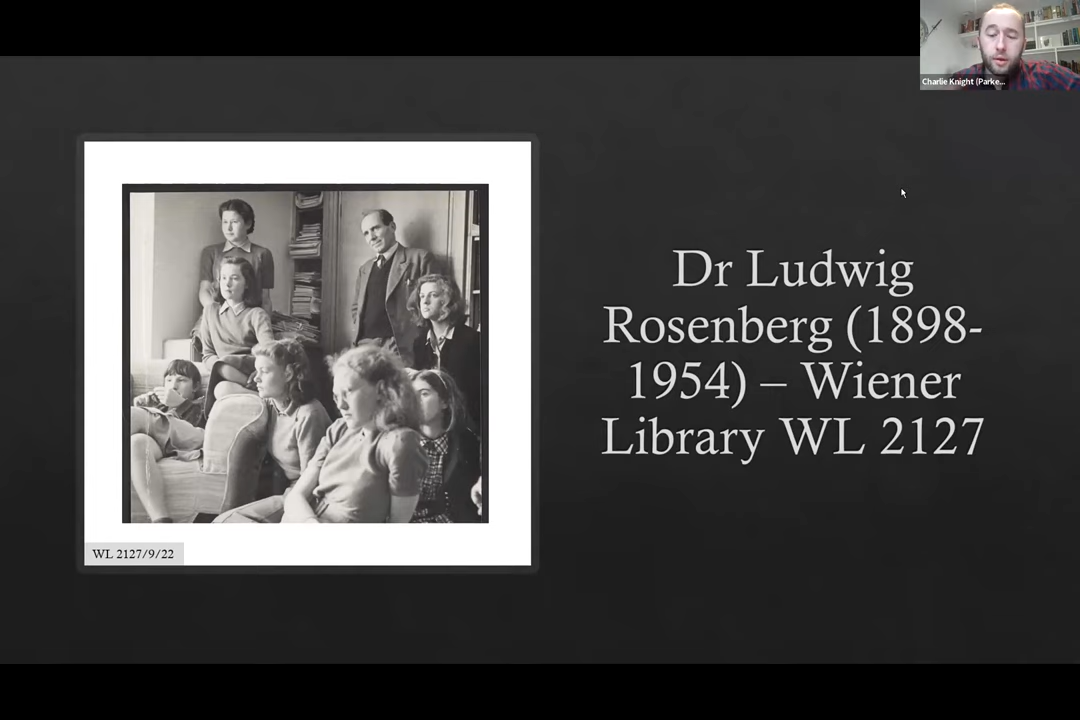 Charlie Knight (Parke...
Dr Ludwig
Rosenberg (1898-
1954) – Wiener
Library WL 2127
WL 2127/9/22